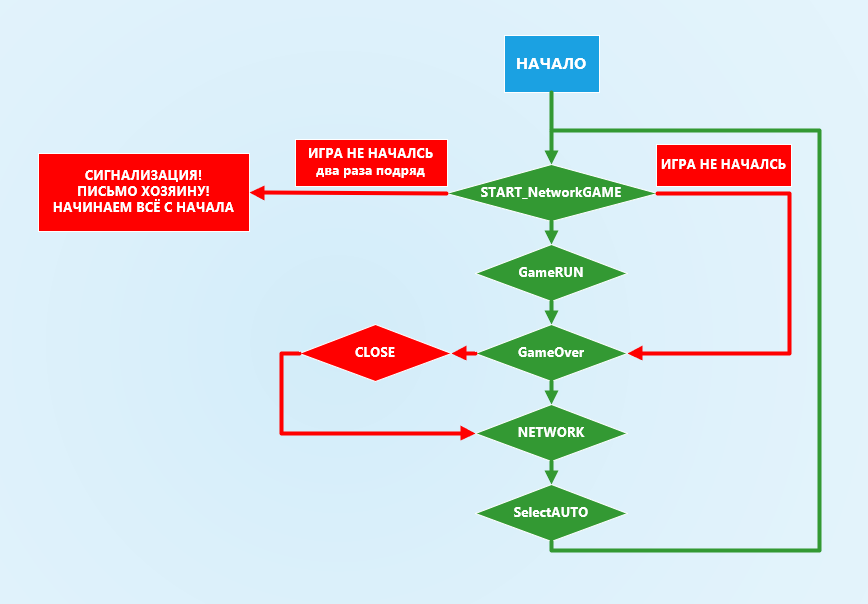 НАЧАЛО
ИГРА НЕ НАЧАЛСЬ
два раза подряд
ИГРА НЕ НАЧАЛСЬ
СИГНАЛИЗАЦИЯ!
ПИСЬМО ХОЗЯИНУ!
НАЧИНАЕМ ВСЁ С НАЧАЛА
START_NetworkGAME
GameRUN
CLOSE
GameOver
NETWORK
SelectAUTO